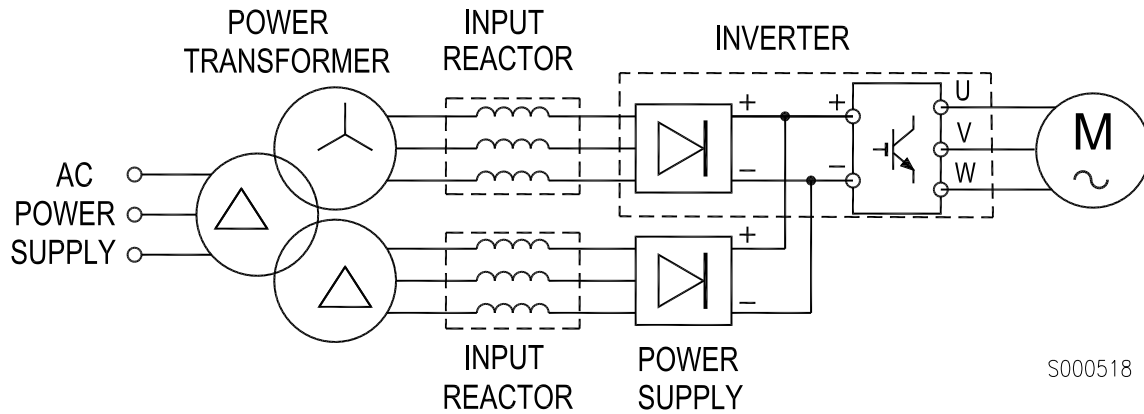 POWER
TRANSFORMER
INPUT
REACTOR
INVERTER
AC
POWER
SUPPLY
+
+
-
-
U
V
W
M
+
-
INPUT
REACTOR
POWER
SUPPLY
S000518